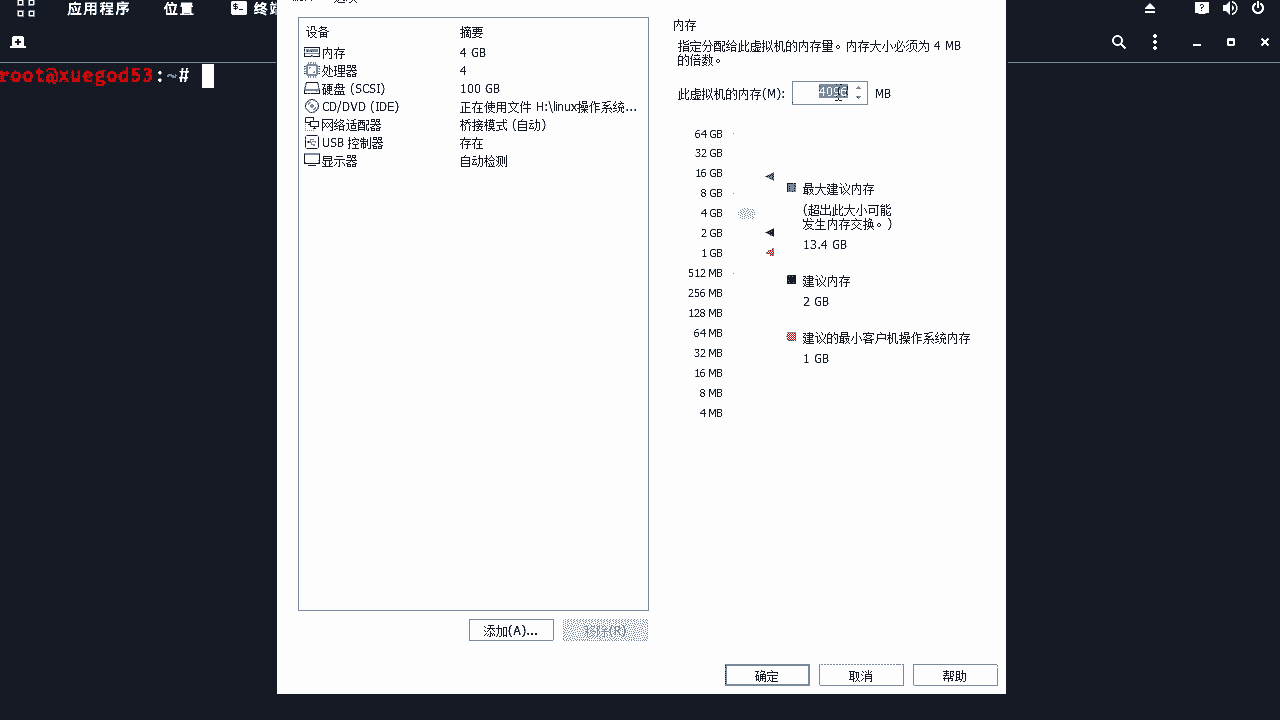 应用程序
位置
root@xuegod53:~#
设备 摘要
内存 4 GB
处理器 4
硬盘 (SCSI) 100 GB
CD/DVD (IDE) 正在使用文件 H:\linux操作系统...
网络适配器 桥接模式 (自动)
USB 控制器 存在
显示器 自动检测
添加(A)...
内存
指定分配给此虚拟机的内存量。内存大小必须为 4 MB
的倍数。
此虚拟机的内存(M): 4096 MB
64 GB
32 GB
16 GB
8 GB
4 GB
2 GB
1 GB
512 MB
256 MB
128 MB
64 MB
32 MB
16 MB
8 MB
4 MB
最大建议内存
(超出此大小可能
发生内存交换。)
13.4 GB
建议内存
2 GB
建议的最小客户机操作系统内存
1 GB
确定
取消
帮助